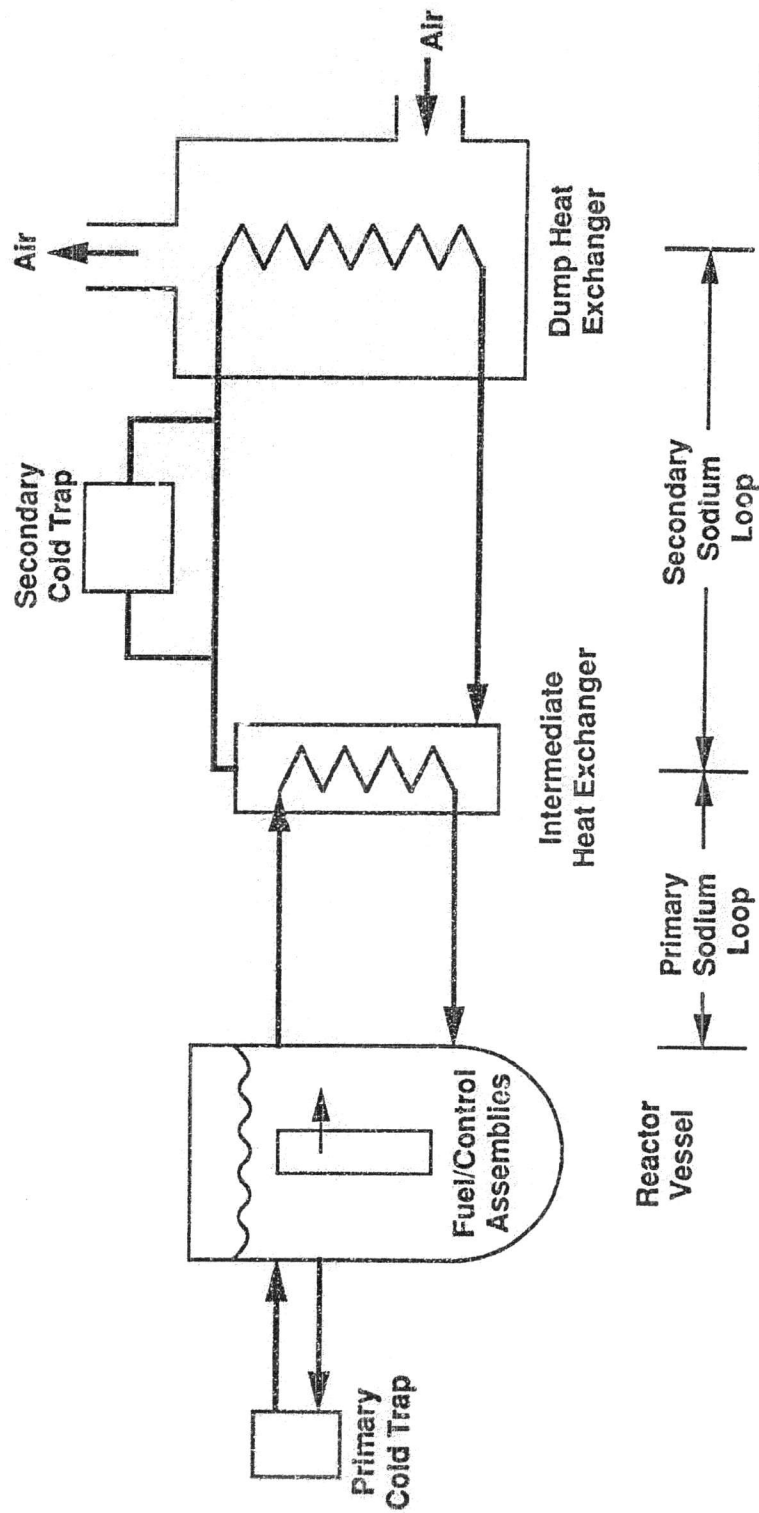 Air
Air
Secondary
Cold Trap
Dump Heat
Exchanger
Intermediate
Heat Exchanger
Fuel/Control
Assemblies
Primary
Cold Trap
Reactor
Vessel
Primary
Sodium
Loop
Secondary
Sodium
Loop